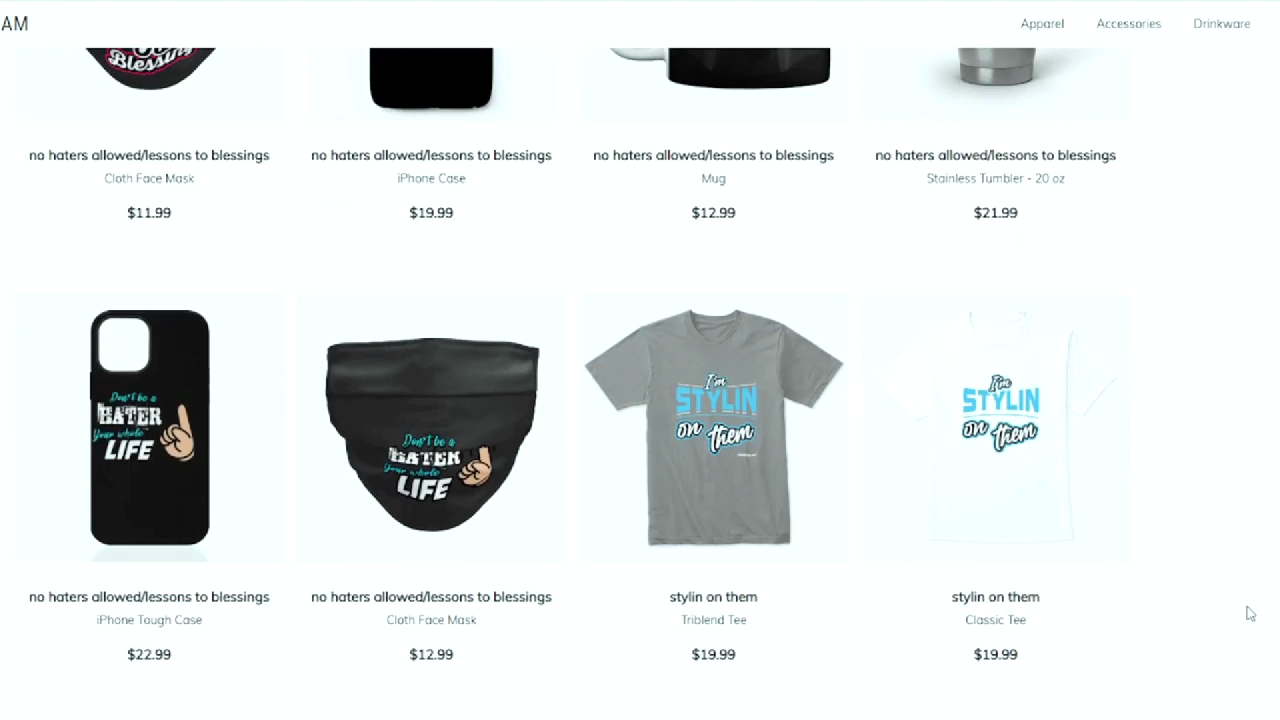 AM
Apparel
Accessories
Drinkware
Blessing
no haters allowed/lessons to blessings
Cloth Face Mask
$11.99
no haters allowed/lessons to blessings
iPhone Case
$19.99
no haters allowed/lessons to blessings
Mug
$12.99
no haters allowed/lessons to blessings
Stainless Tumbler - 20 oz
$21.99
Don't be a
HATER
Your whole
LIFE
no haters allowed/lessons to blessings
iPhone Tough Case
$22.99
Don't be a
HATER
Your whole
LIFE
no haters allowed/lessons to blessings
Cloth Face Mask
$12.99
I'm
STYLIN
on them
stylin on them
Triblend Tee
$19.99
I'm
STYLIN
on them
stylin on them
Classic Tee
$19.99